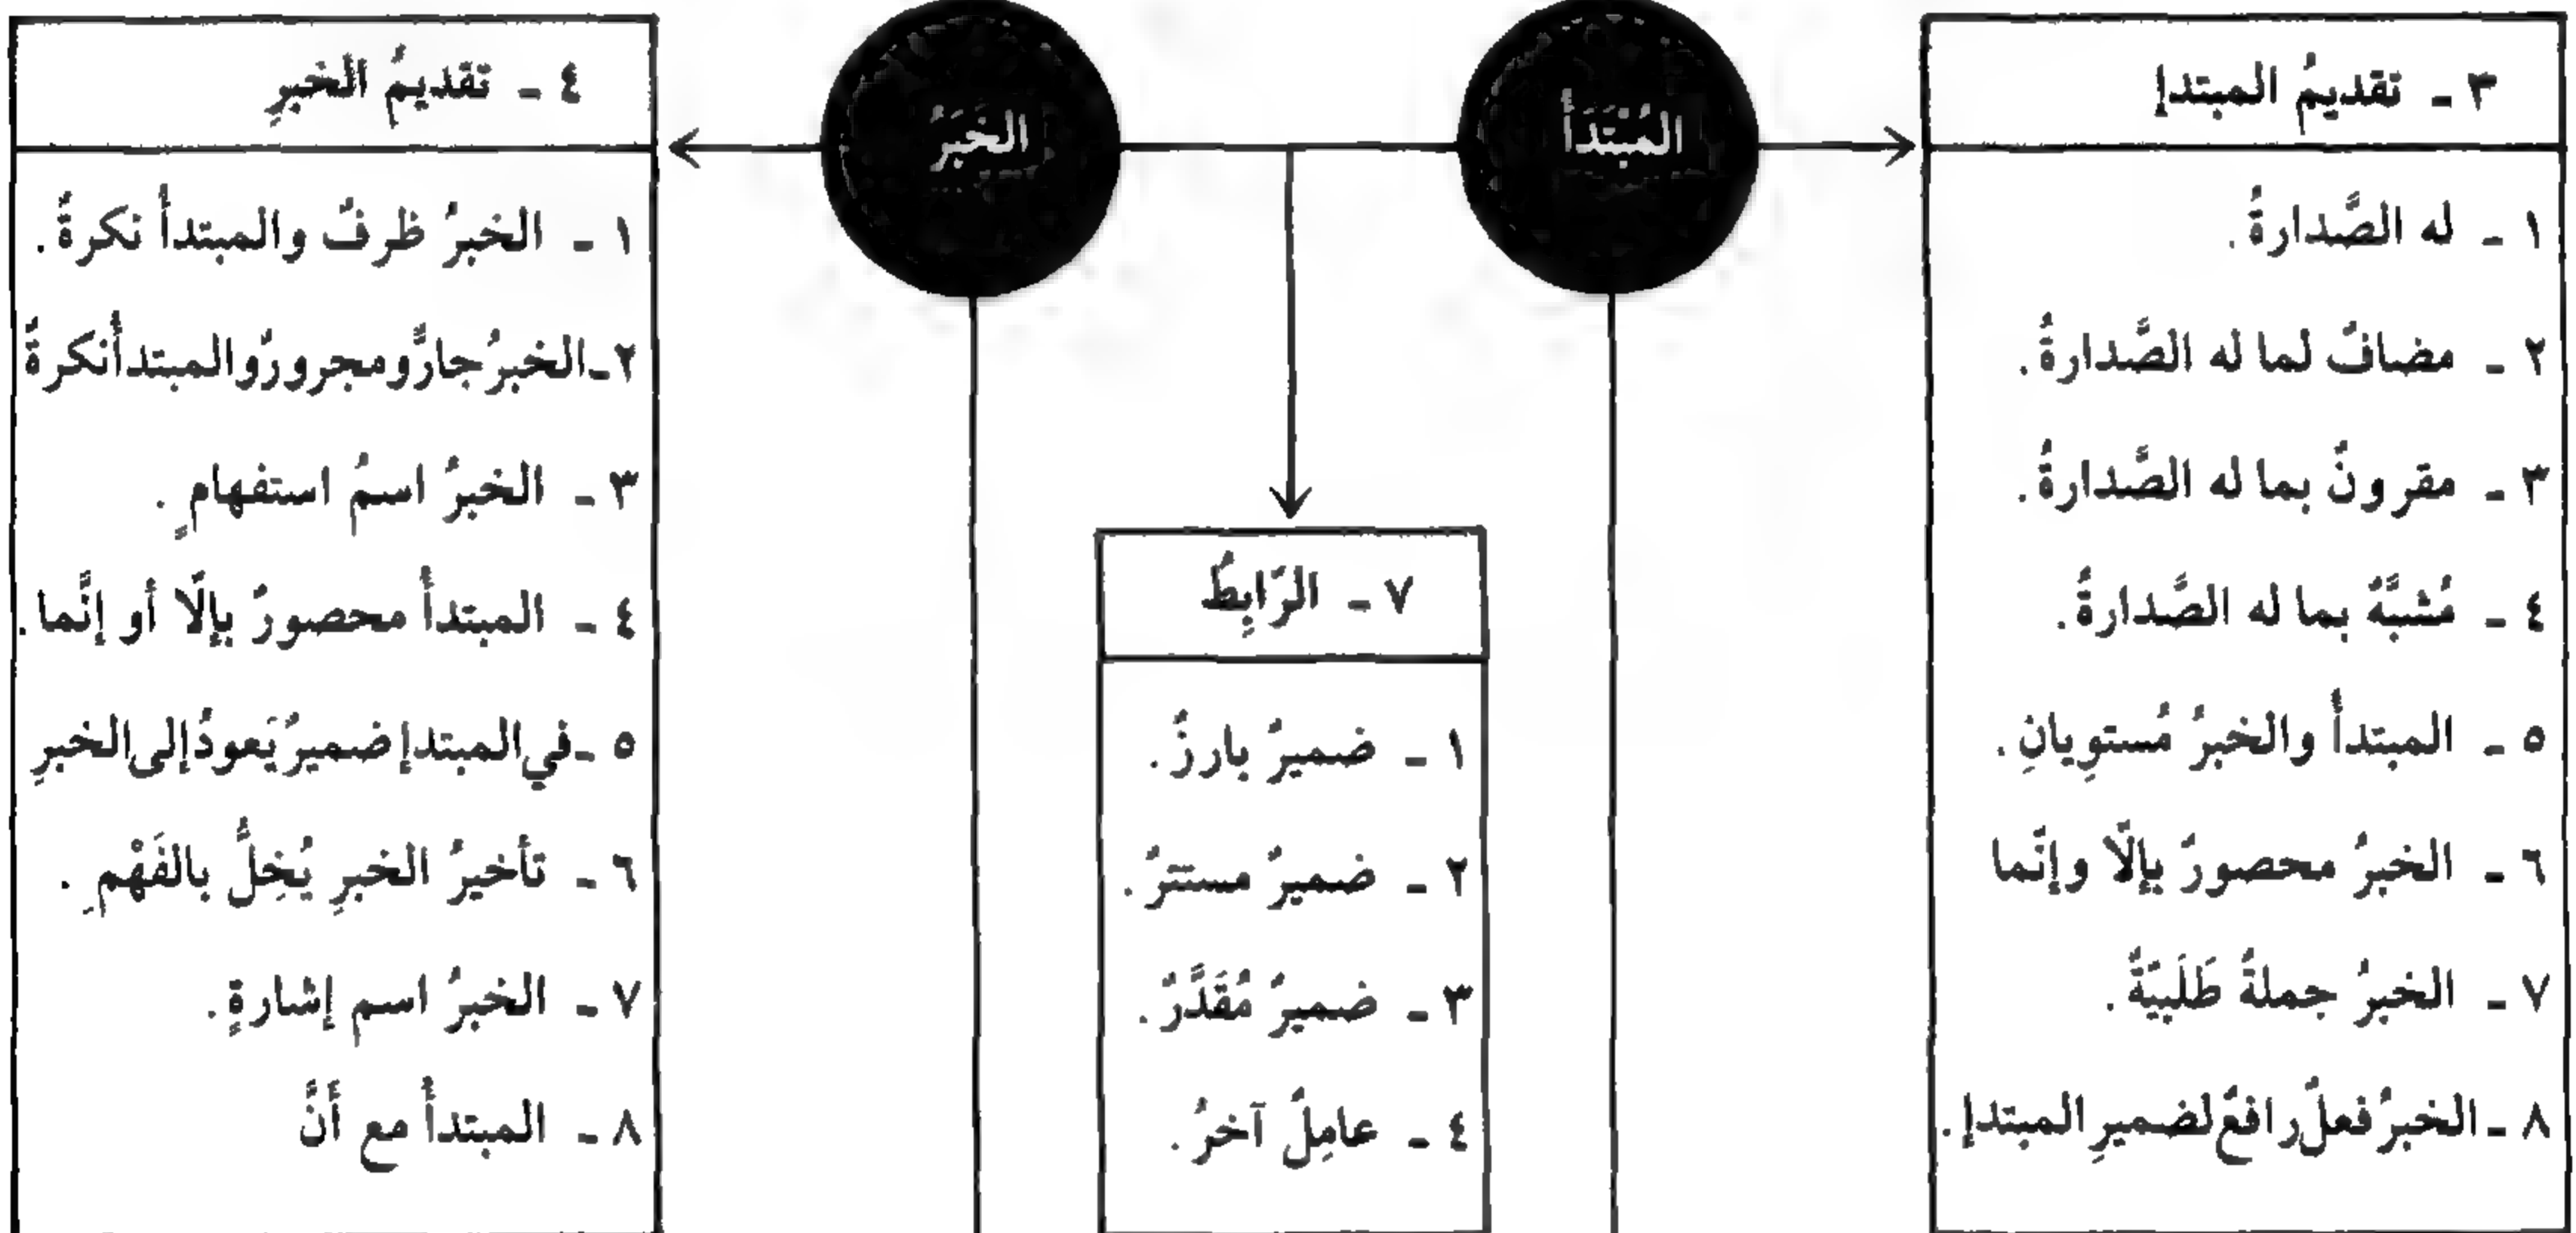 المُبْتَدَأُ
الخَبَرُ
٣ ـ تقديمُ المبتدإ
١ ـ له الصَّدارةُ.
٢ ـ مضافٌ لما له الصَّدارةُ.
٣ ـ مقرونٌ بما له الصَّدارةُ.
٤ ـ مُشبَّهٌ بما له الصَّدارةُ.
٥ ـ المبتدأُ والخبرُ مُستوِيانِ.
٦ ـ الخبرُ محصورٌ بإلّا وإنّما
٧ ـ الخبرُ جملةٌ طَلَبيّةٌ.
٨ ـ الخبرُ فعلٌ رافعٌ لضميرِ المبتدإ.
٧ ـ الرّابِطُ
١ ـ ضميرٌ بارزٌ.
٢ ـ ضميرٌ مستترٌ.
٣ ـ ضميرٌ مُقَدَّرٌ.
٤ ـ عامِلٌ آخرُ.
٤ ـ تقديمُ الخبرِ
١ ـ الخبرُ ظرفٌ والمبتدأُ نكرةٌ.
٢ ـ الخبرُ جارٌّ ومجرورٌ والمبتدأُ نكرةٌ
٣ ـ الخبرُ اسمُ استفهامٍ.
٤ ـ المبتدأُ محصورٌ بإلّا أو إنَّما.
٥ ـ في المبتدإ ضميرٌ يَعودُ إلى الخبرِ
٦ ـ تأخيرُ الخبرِ يُخِلُّ بالفَهْمِ.
٧ ـ الخبرُ اسم إشارةٍ.
٨ ـ المبتدأُ مع أَنَّ